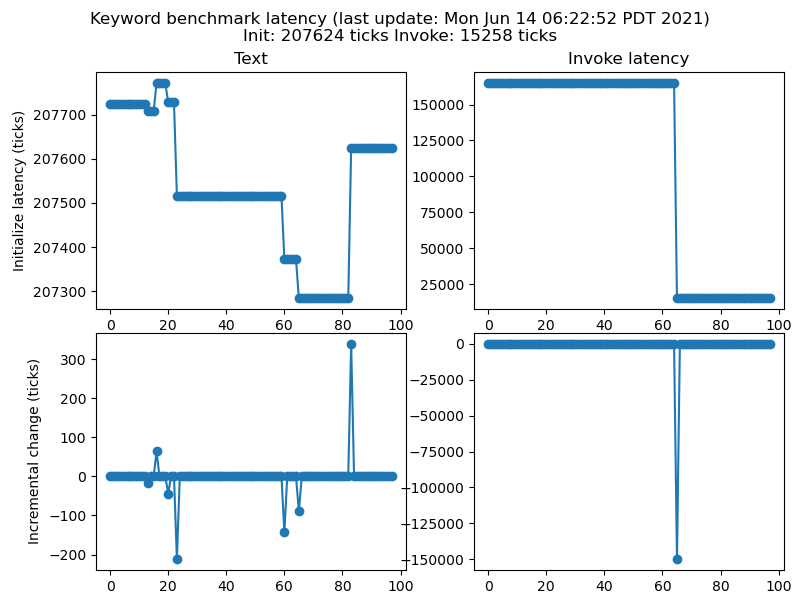 Keyword benchmark latency (last update: Mon Jun 14 06:22:52 PDT 2021)
Init: 207624 ticks Invoke: 15258 ticks
Text
Initialize latency (ticks)
207700
207600
207500
207400
207300
0 20 40 60 80 100
Invoke latency
150000
125000
100000
75000
50000
25000
0 20 40 60 80 100
Incremental change (ticks)
300
200
100
0
−100
−200
0 20 40 60 80 100
0
−25000
−50000
−75000
−100000
−125000
−150000
0 20 40 60 80 100